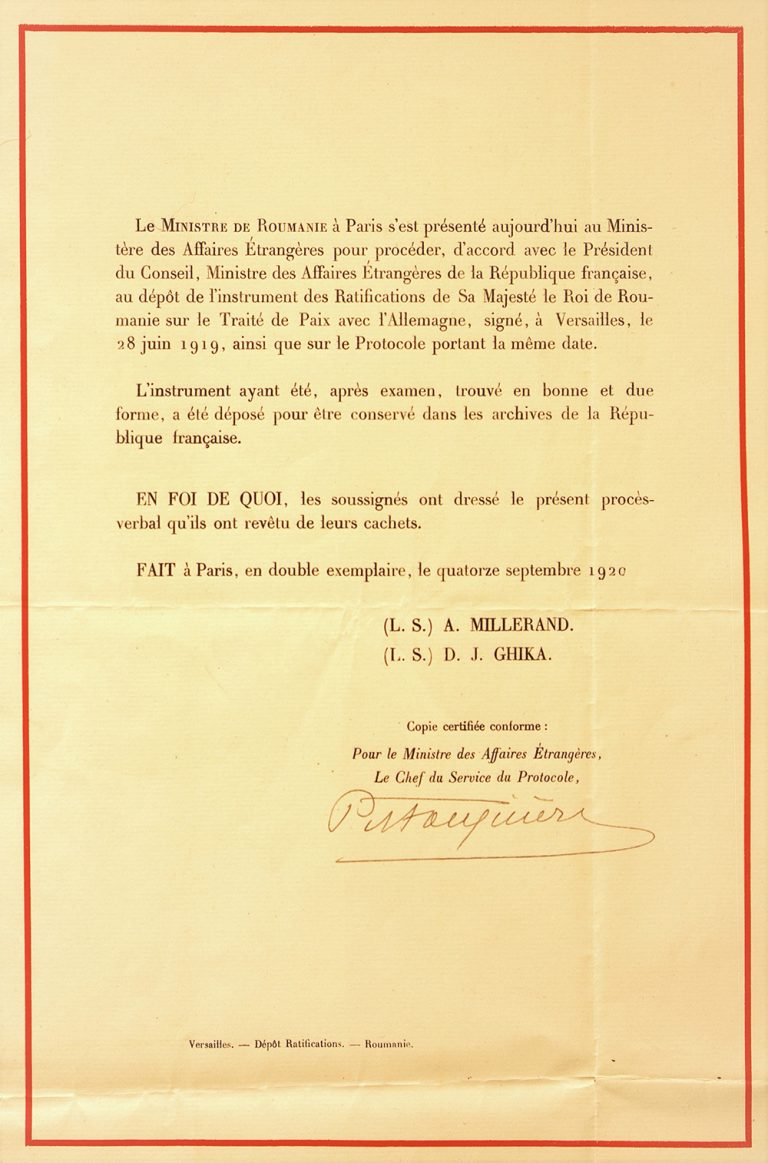 Le MINISTRE DE ROUMANIE à Paris s'est présenté aujourd'hui au Minis-
tère des Affaires Étrangères pour procéder, d'accord avec le Président
du Conseil, Ministre des Affaires Étrangères de la République française,
au dépôt de l'instrument des Ratifications de Sa Majesté le Roi de Rou-
manie sur le Traité de Paix avec l'Allemagne, signé, à Versailles, le
28 juin 1919, ainsi que sur le Protocole portant la même date.
L'instrument ayant été, après examen, trouvé en bonne et due
forme, a été déposé pour être conservé dans les archives de la Répu-
blique française.
EN FOI DE QUOI, les soussignés ont dressé le présent procès-
verbal qu'ils ont revêtu de leurs cachets.
FAIT à Paris, en double exemplaire, le quatorze septembre 1920
(L. S.) A. MILLERAND.
(L. S.) D. J. GHIKA.
Copie certifiée conforme :
Pour le Ministre des Affaires Étrangères,
Le Chef du Service du Protocole,
Versailles. — Dépôt Ratifications. — Roumanie.